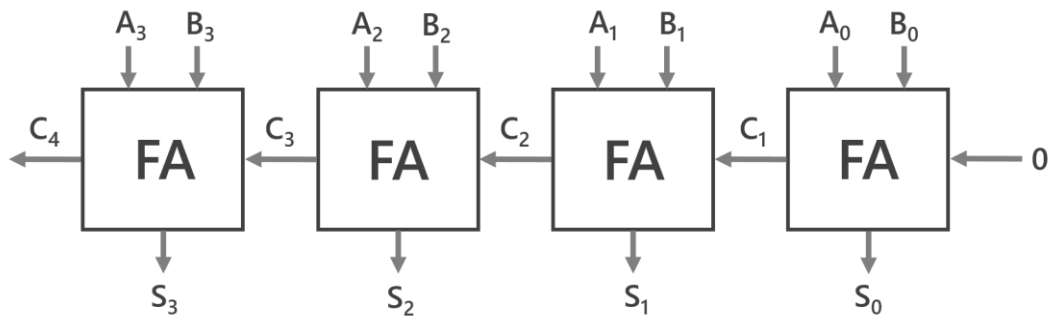 A₃ B₃ A₂ B₂ A₁ B₁ A₀ B₀
C₄ FA C₃ FA C₂ FA C₁ FA 0
S₃ S₂ S₁ S₀